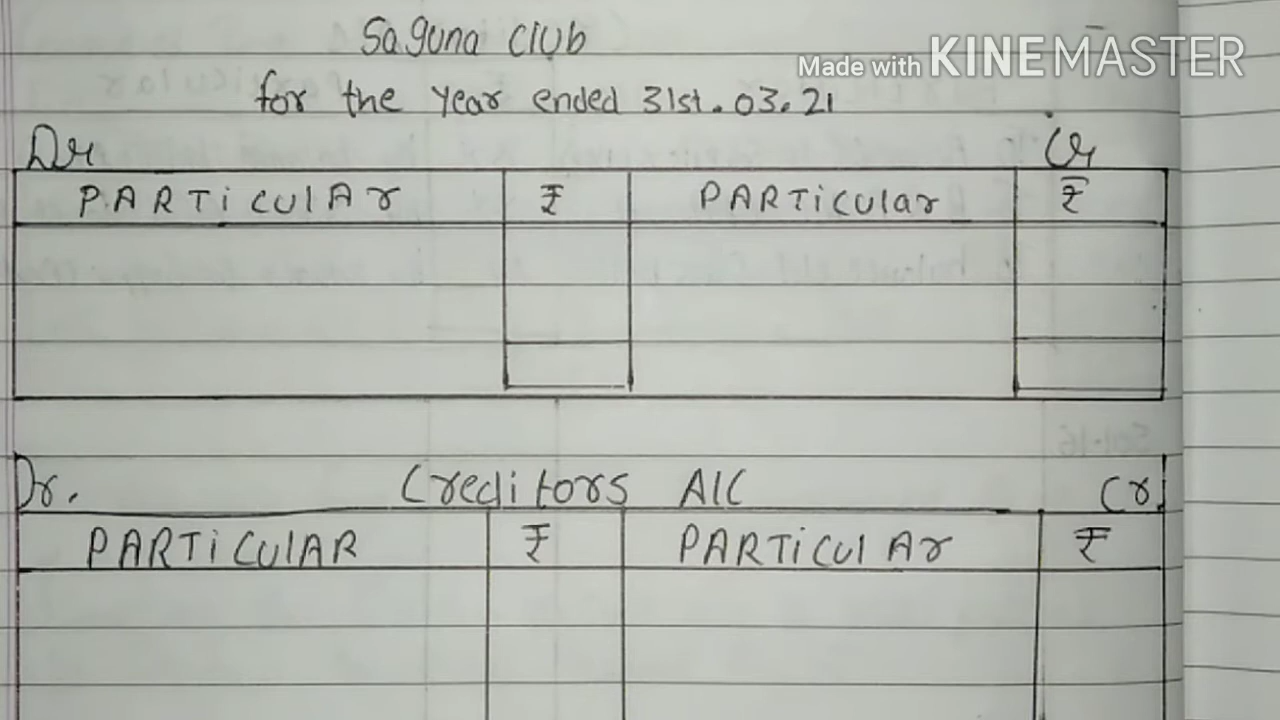 Saguna Club
Made with KINEMASTER
for the year ended 31st.03.21
Dr Cr
PARTiculAr ₹ PARTicular ₹
Dr. Creditors A/C Cr.
PARTiCulAR ₹ PARTiculAr ₹